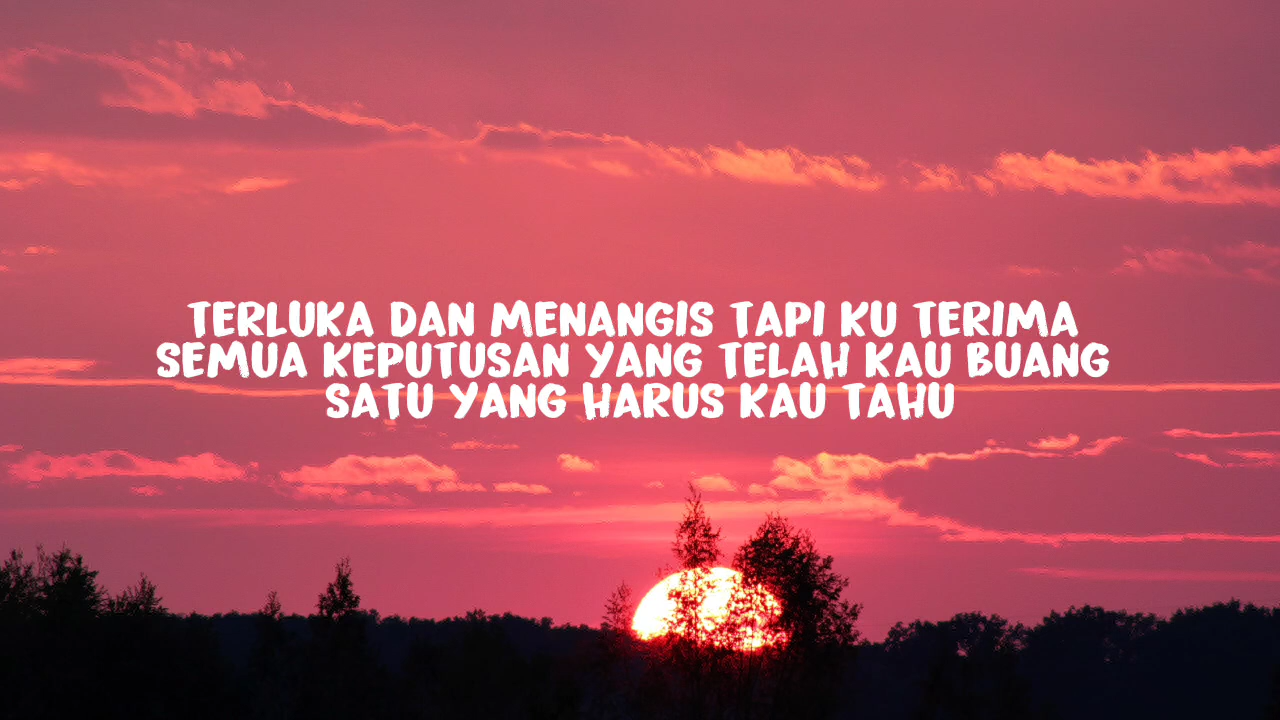 TERLUKA DAN MENANGIS TAPI KU TERIMA
SEMUA KEPUTUSAN YANG TELAH KAU BUANG
SATU YANG HARUS KAU TAHU